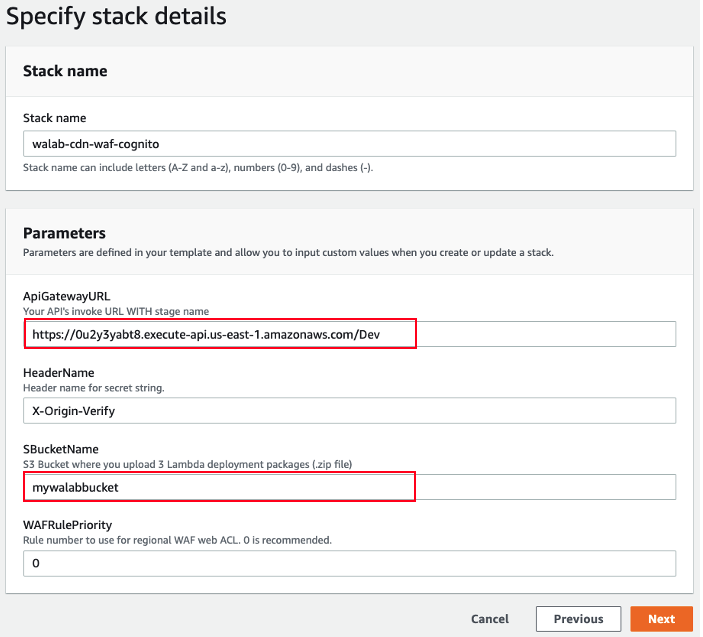 Specify stack details
Stack name
Stack name
walab-cdn-waf-cognito
Stack name can include letters (A-Z and a-z), numbers (0-9), and dashes (-).
Parameters
Parameters are defined in your template and allow you to input custom values when you create or update a stack.
ApiGatewayURL
Your API's invoke URL WITH stage name
https://0u2y3yabt8.execute-api.us-east-1.amazonaws.com/Dev
HeaderName
Header name for secret string.
X-Origin-Verify
SBucketName
S3 Bucket where you upload 3 Lambda deployment packages (.zip file)
mywalabbucket
WAFRulePriority
Rule number to use for regional WAF web ACL. 0 is recommended.
0
Cancel Previous Next